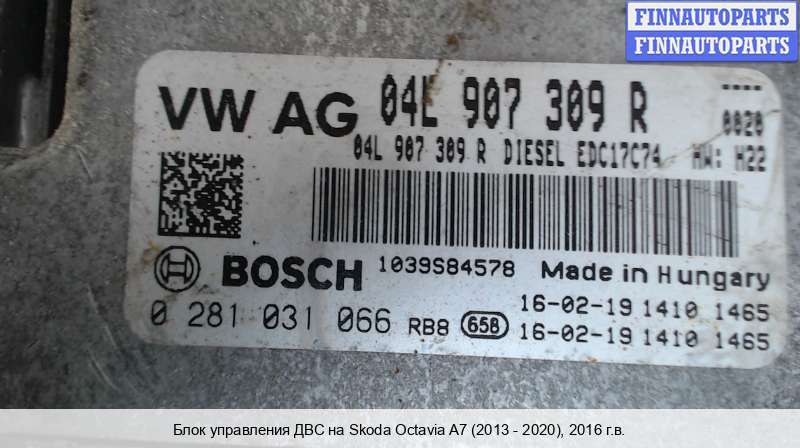 FINNAUTOPARTS
FINNAUTOPARTS
VW AG 04L 907 309 R ----
0020
04L 907 309 R DIESEL EDC17C74 HW: H22
BOSCH 1039S84578 Made in Hungary
0 281 031 066 RB8 658 16-02-19 1410 1465
16-02-19 1410 1465
Блок управления ДВС на Skoda Octavia A7 (2013 - 2020), 2016 г.в.